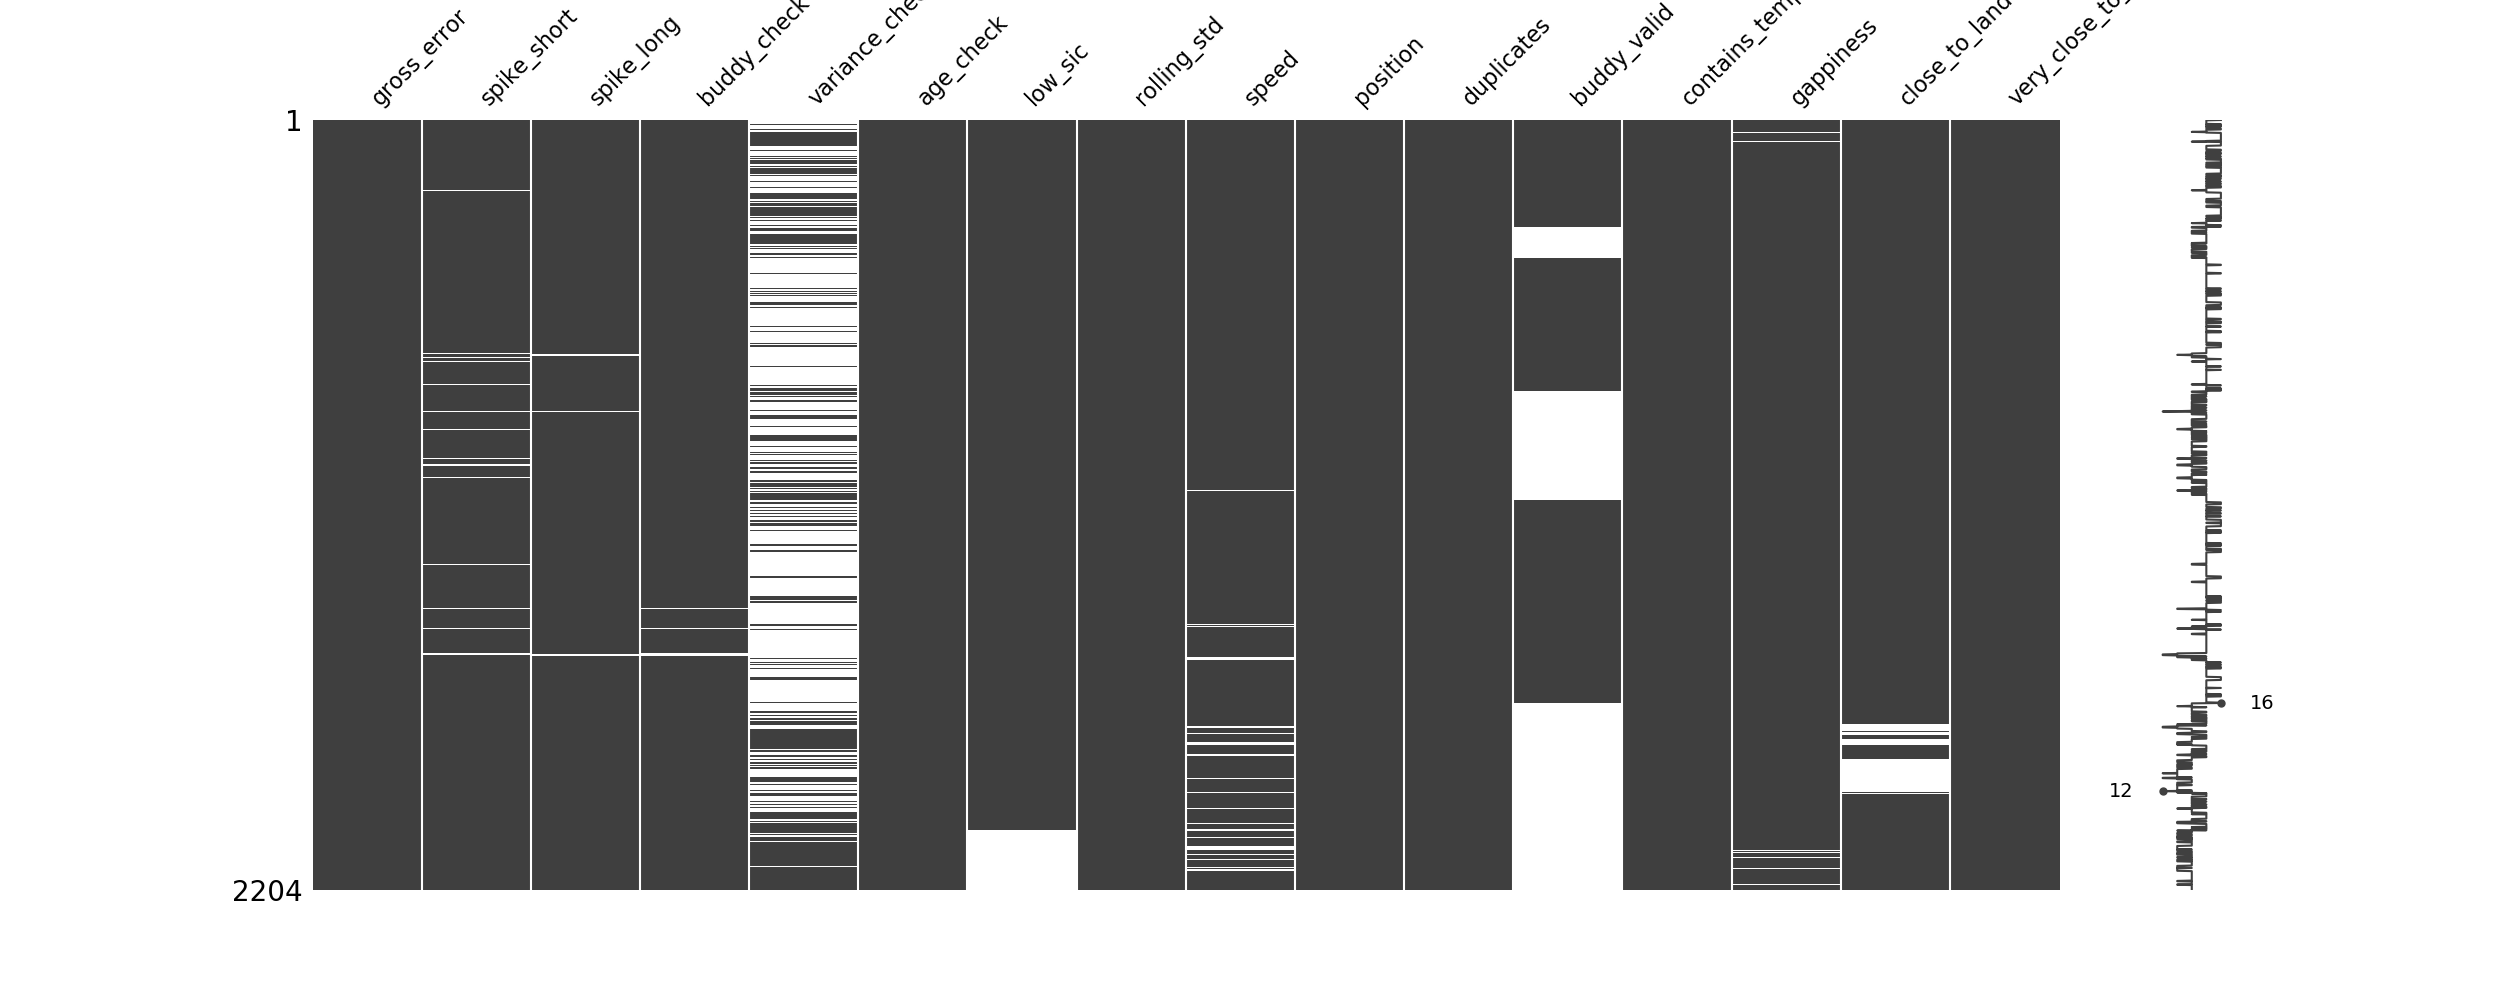 gross_error
spike_short
spike_long
buddy_check
age_check
low_sic
rolling_std
speed
position
duplicates
buddy_valid
gappiness
close_to_land
1
2204
16
12